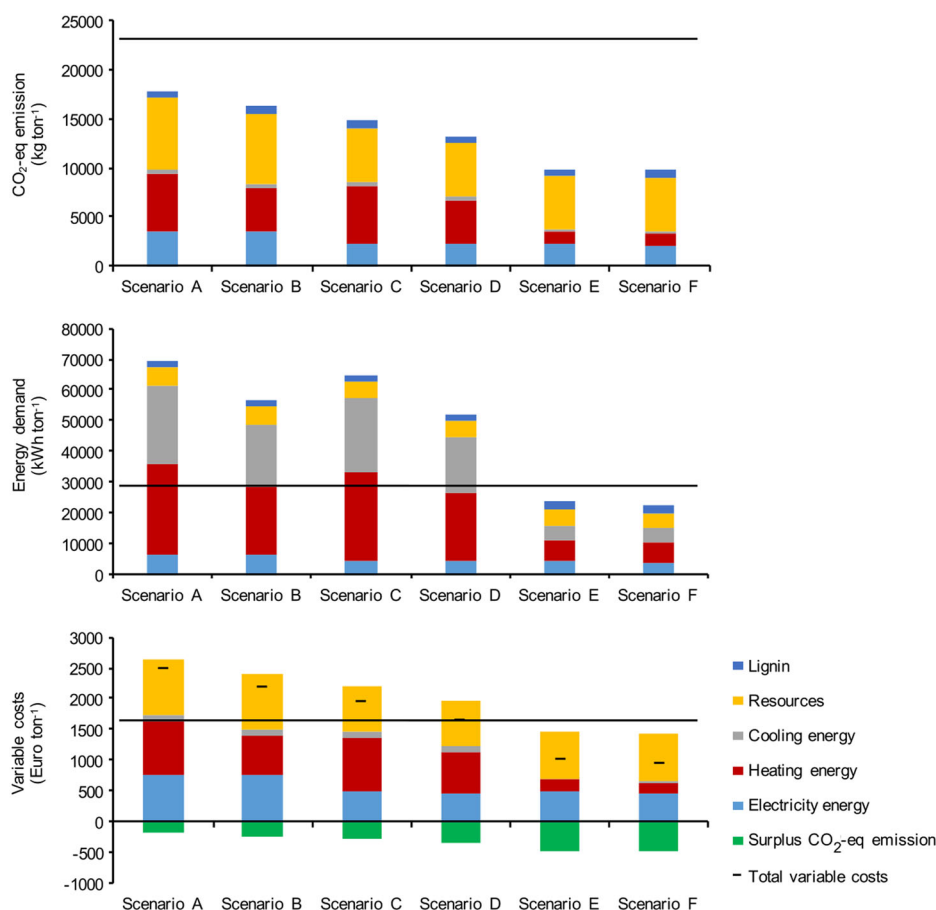 25000
20000
15000
10000
5000
0
CO₂-eq emission
(kg ton⁻¹)
Scenario A Scenario B Scenario C Scenario D Scenario E Scenario F
80000
70000
60000
50000
40000
30000
20000
10000
0
Energy demand
(kWh ton⁻¹)
Scenario A Scenario B Scenario C Scenario D Scenario E Scenario F
3000
2500
2000
1500
1000
500
0
-500
-1000
Variable costs
(Euro ton⁻¹)
Scenario A Scenario B Scenario C Scenario D Scenario E Scenario F
Lignin
Resources
Cooling energy
Heating energy
Electricity energy
Surplus CO₂-eq emission
Total variable costs